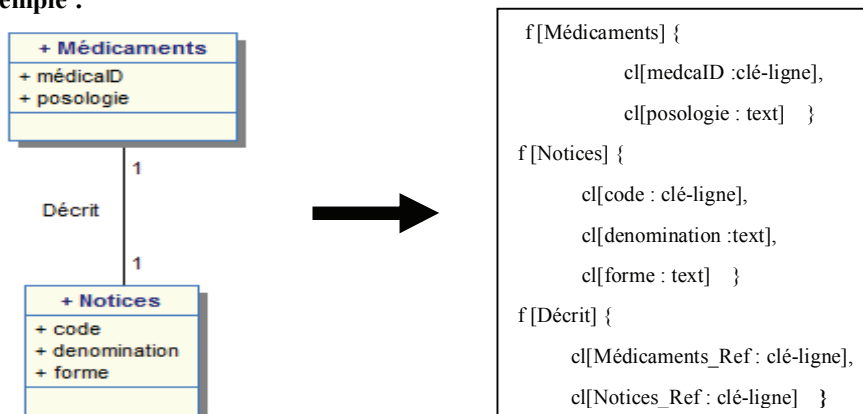 emple :
+ Médicaments
+ médicaID
+ posologie
1
Décrit
1
+ Notices
+ code
+ denomination
+ forme
f [Médicaments] {
cl[medcaID :clé-ligne],
cl[posologie : text] }
f [Notices] {
cl[code : clé-ligne],
cl[denomination :text],
cl[forme : text] }
f [Décrit] {
cl[Médicaments_Ref : clé-ligne],
cl[Notices_Ref : clé-ligne] }